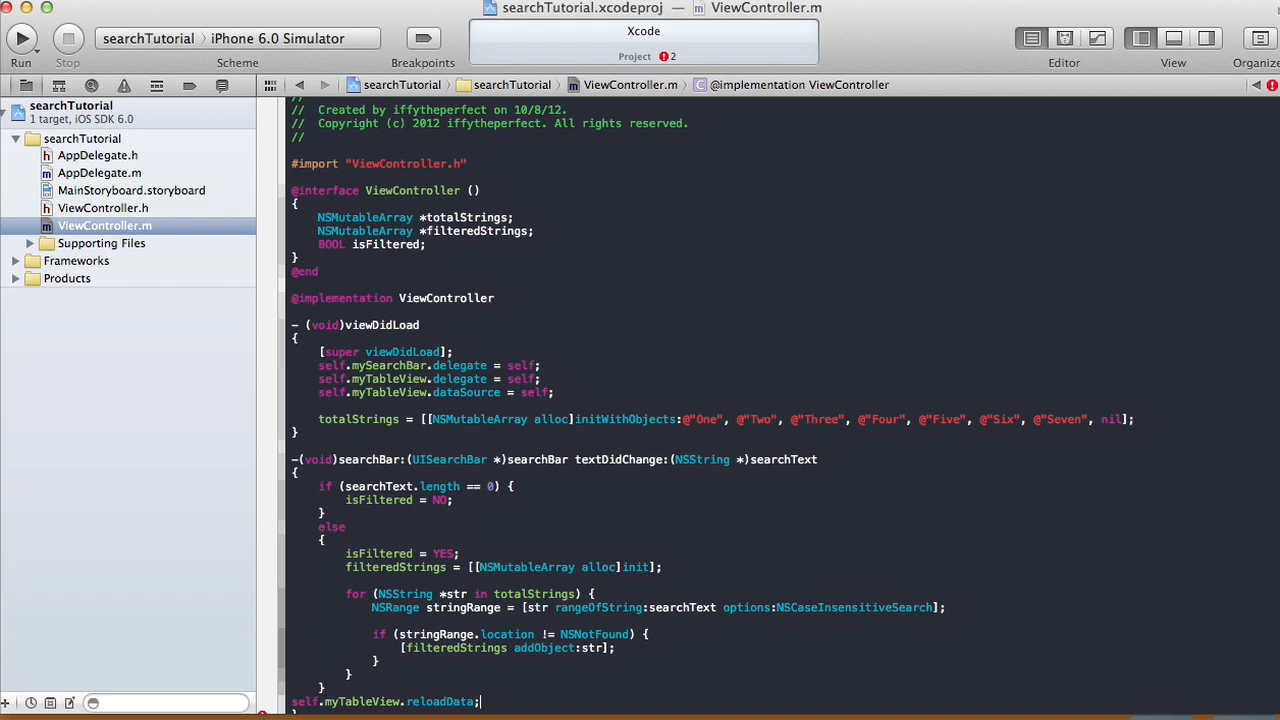 searchTutorial.xcodeproj — ViewController.m
searchTutorial iPhone 6.0 Simulator
Xcode
Project 2
Run Stop Scheme Breakpoints Editor View Organize
searchTutorial searchTutorial ViewController.m @implementation ViewController
searchTutorial
1 target, iOS SDK 6.0
searchTutorial
AppDelegate.h
AppDelegate.m
MainStoryboard.storyboard
ViewController.h
ViewController.m
Supporting Files
Frameworks
Products
//
//  Created by iffytheperfect on 10/8/12.
//  Copyright (c) 2012 iffytheperfect. All rights reserved.
//
#import "ViewController.h"
@interface ViewController ()
{
    NSMutableArray *totalStrings;
    NSMutableArray *filteredStrings;
    BOOL isFiltered;
}
@end
@implementation ViewController
- (void)viewDidLoad
{
    [super viewDidLoad];
    self.mySearchBar.delegate = self;
    self.myTableView.delegate = self;
    self.myTableView.dataSource = self;
    totalStrings = [[NSMutableArray alloc]initWithObjects:@"One", @"Two", @"Three", @"Four", @"Five", @"Six", @"Seven", nil];
}
-(void)searchBar:(UISearchBar *)searchBar textDidChange:(NSString *)searchText
{
    if (searchText.length == 0) {
        isFiltered = NO;
    }
    else
    {
        isFiltered = YES;
        filteredStrings = [[NSMutableArray alloc]init];
        for (NSString *str in totalStrings) {
            NSRange stringRange = [str rangeOfString:searchText options:NSCaseInsensitiveSearch];
            if (stringRange.location != NSNotFound) {
                [filteredStrings addObject:str];
            }
        }
    }
self.myTableView.reloadData;
}